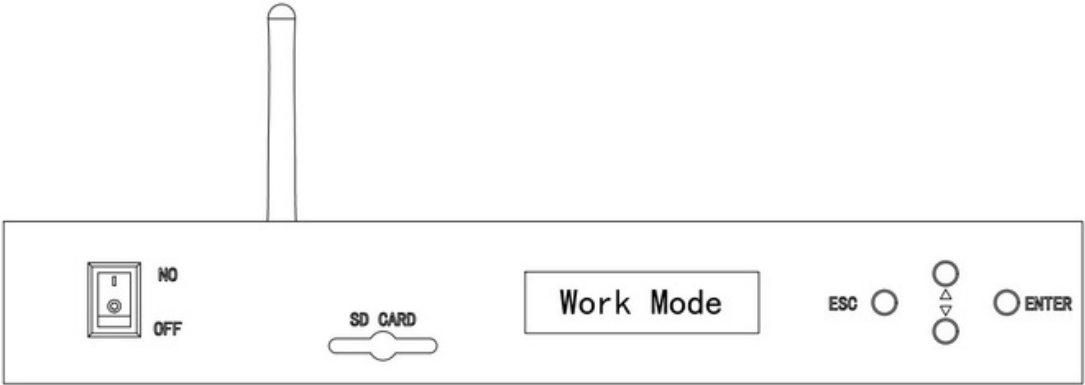 NO
OFF
SD CARD
Work Mode
ESC
ENTER